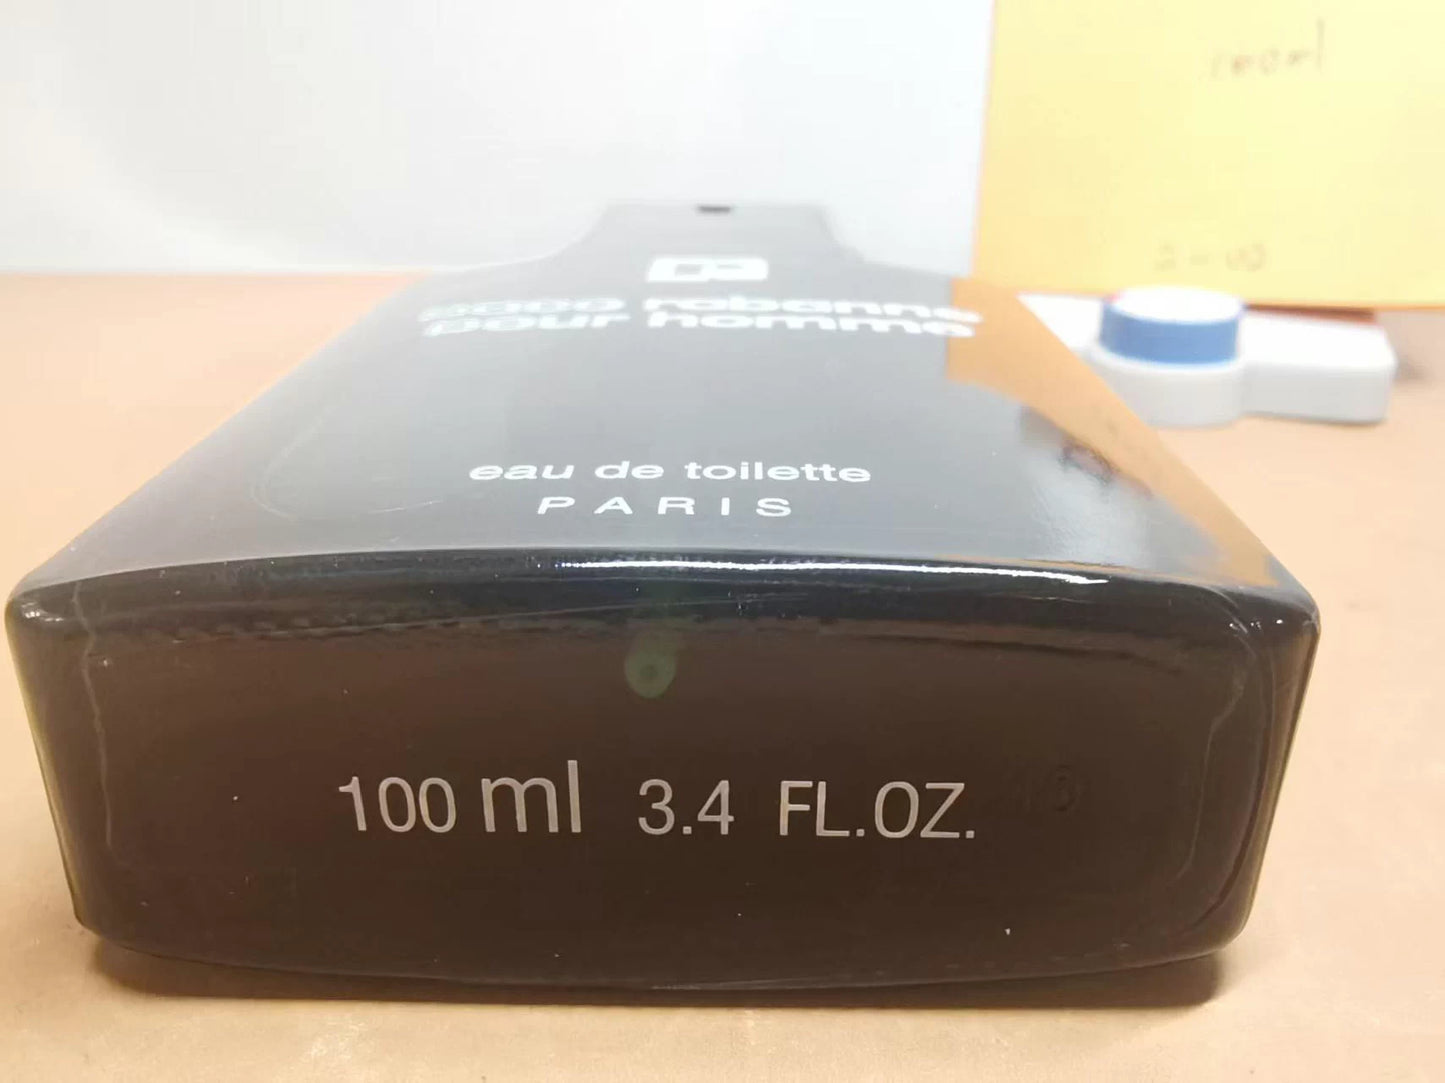 paco rabanne
pour homme
eau de toilette
PARIS
100 ml 3.4 FL.OZ.